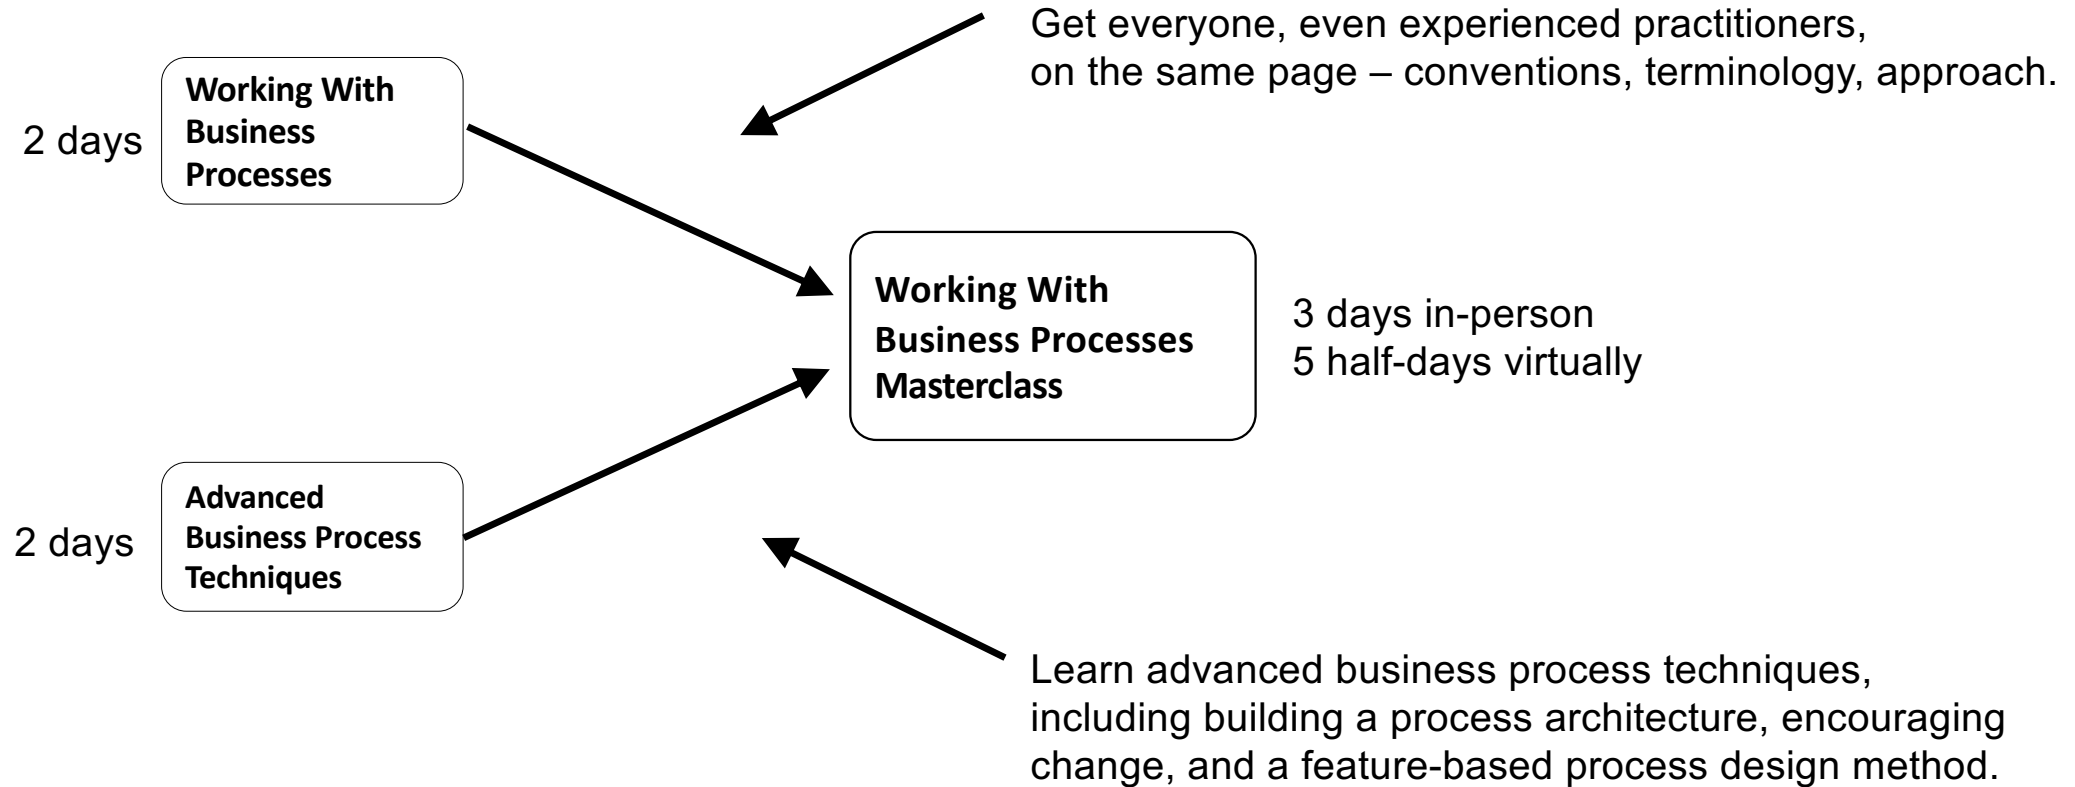 Get everyone, even experienced practitioners,
on the same page – conventions, terminology, approach.
2 days
Working With
Business
Processes
Working With
Business Processes
Masterclass
3 days in-person
5 half-days virtually
2 days
Advanced
Business Process
Techniques
Learn advanced business process techniques,
including building a process architecture, encouraging
change, and a feature-based process design method.